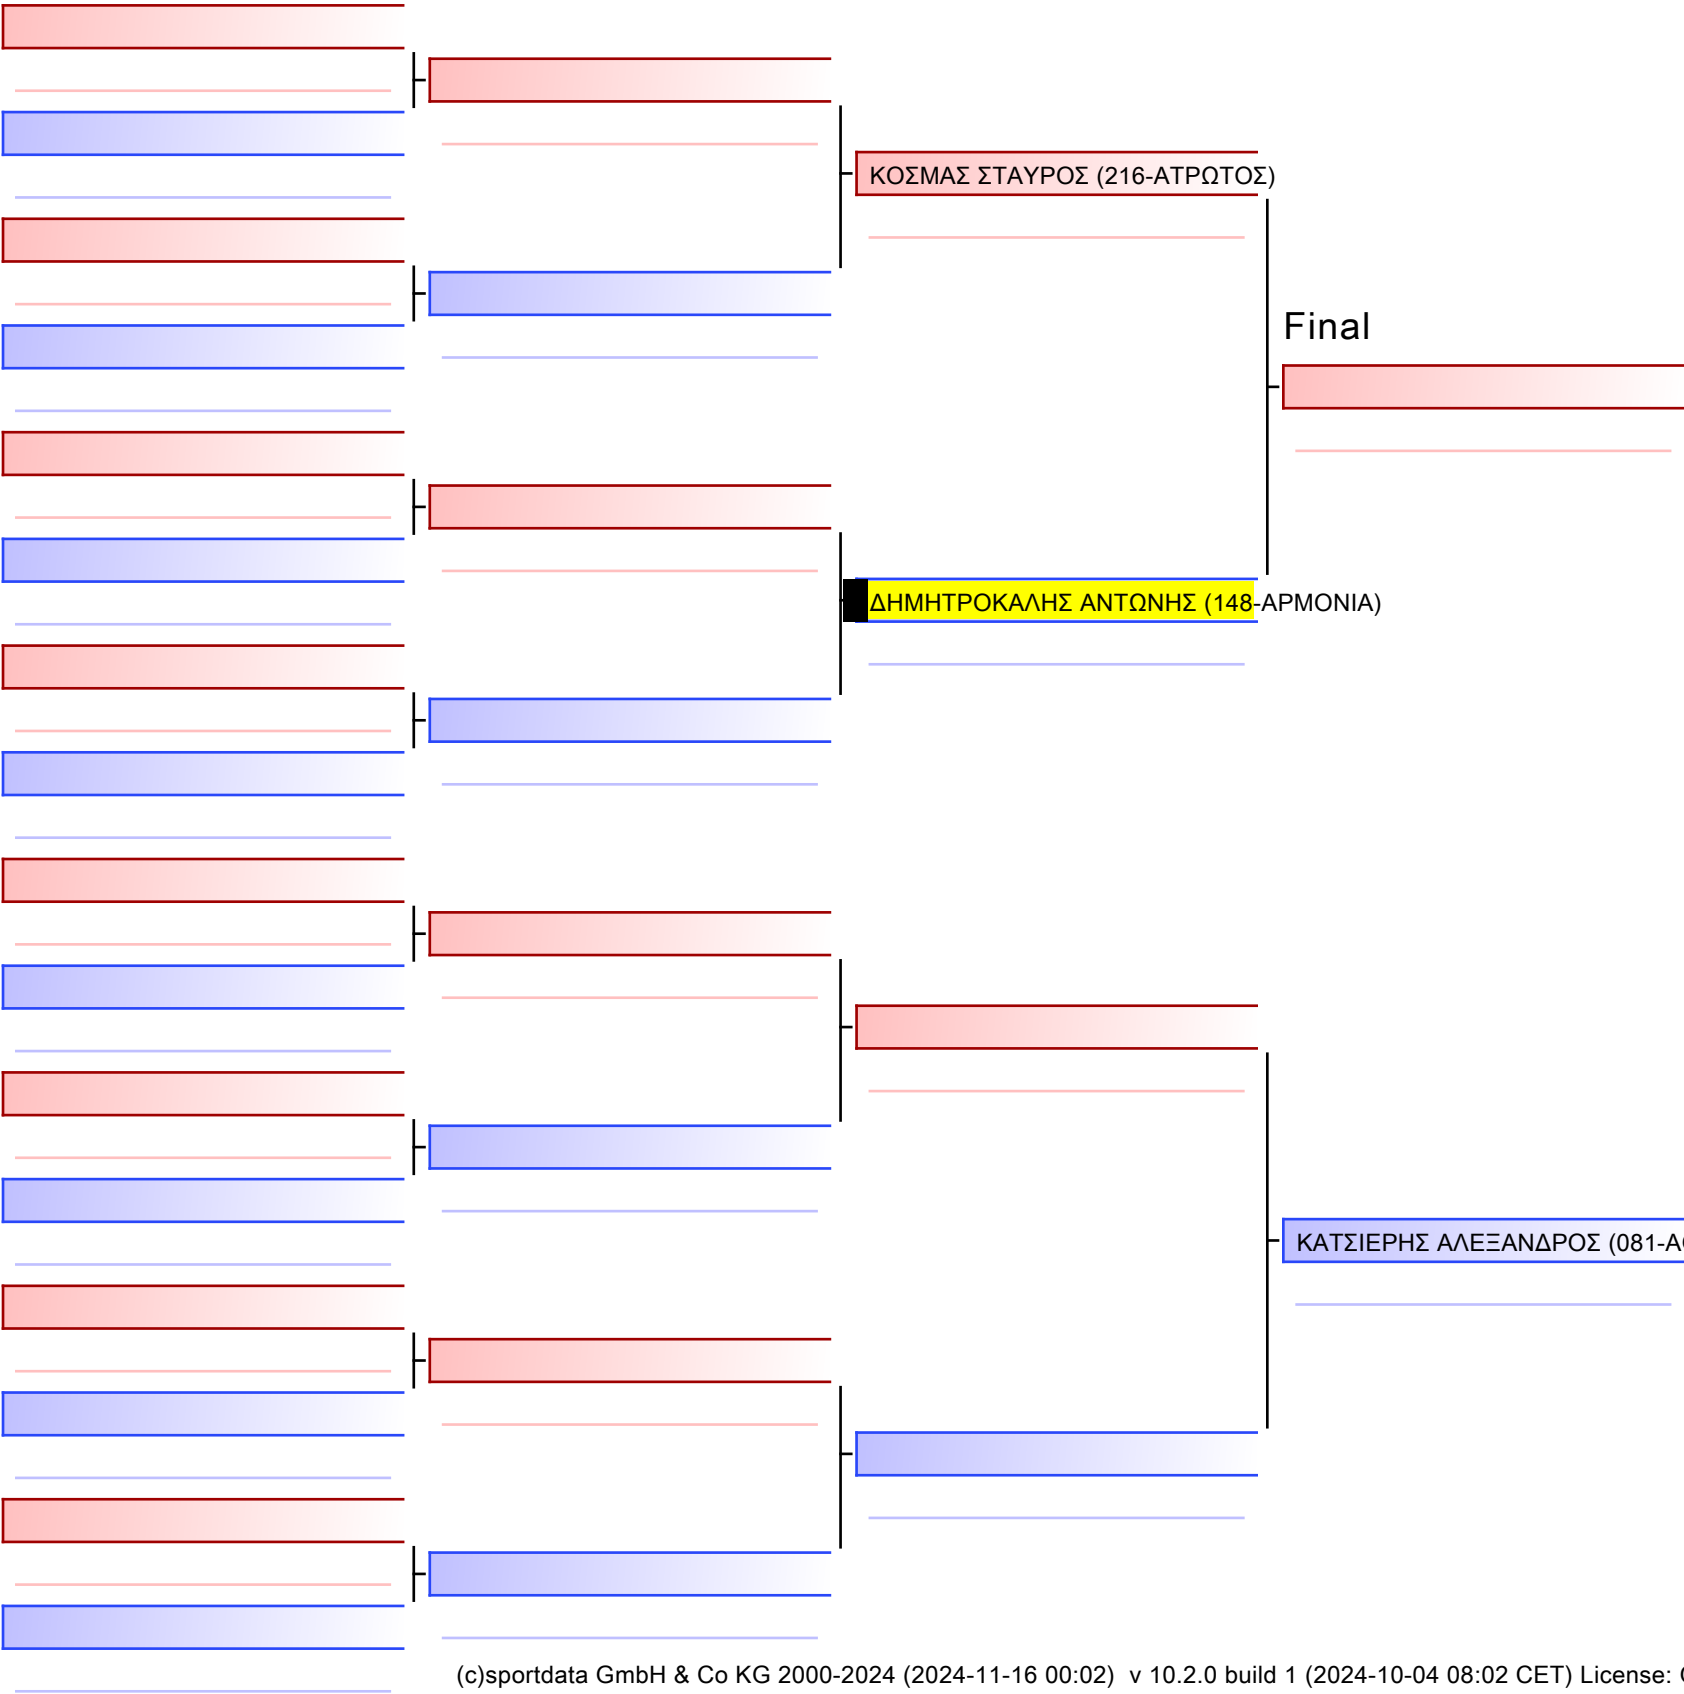 ΚΟΣΜΑΣ ΣΤΑΥΡΟΣ (216-ΑΤΡΩΤΟΣ)
Final
ΔΗΜΗΤΡΟΚΑΛΗΣ ΑΝΤΩΝΗΣ (148-ΑΡΜΟΝΙΑ)
ΚΑΤΣΙΕΡΗΣ ΑΛΕΞΑΝΔΡΟΣ
(c)sportdata GmbH & Co KG 2000-2024 (2024-11-16 00:02) v 10.2.0 build 1 (2024-10-04 08:02 CET) License: